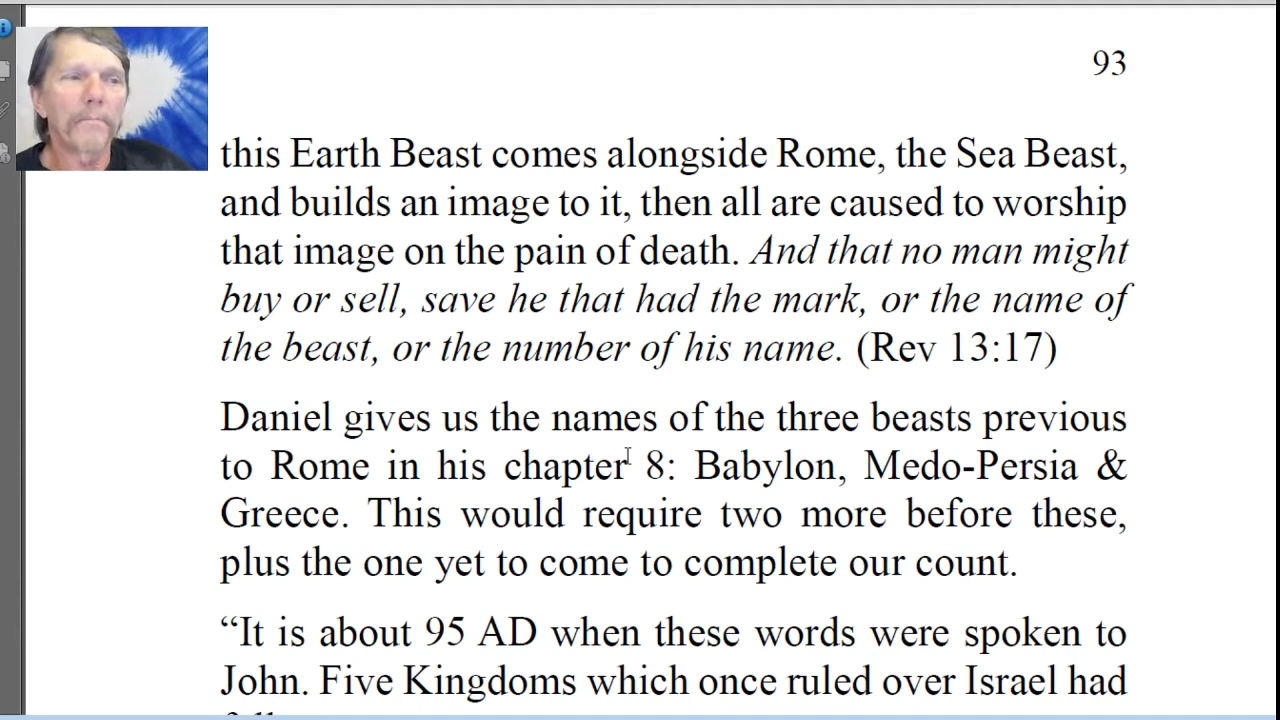 93
this Earth Beast comes alongside Rome, the Sea Beast,
and builds an image to it, then all are caused to worship
that image on the pain of death. And that no man might
buy or sell, save he that had the mark, or the name of
the beast, or the number of his name. (Rev 13:17)
Daniel gives us the names of the three beasts previous
to Rome in his chapter 8: Babylon, Medo-Persia &
Greece. This would require two more before these,
plus the one yet to come to complete our count.
“It is about 95 AD when these words were spoken to
John. Five Kingdoms which once ruled over Israel had